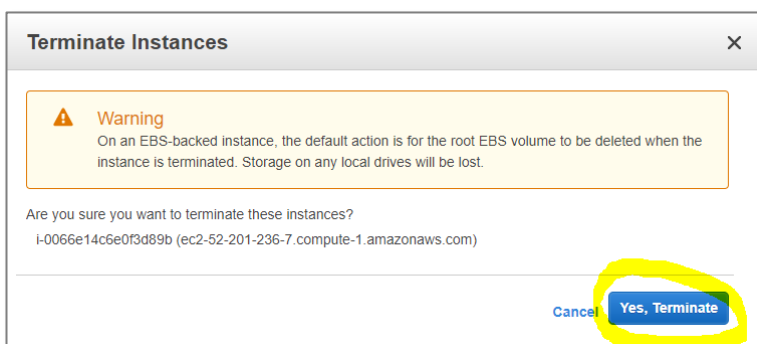 Terminate Instances
Warning
On an EBS-backed instance, the default action is for the root EBS volume to be deleted when the
instance is terminated. Storage on any local drives will be lost.
Are you sure you want to terminate these instances?
i-0066e14c6e0f3d89b (ec2-52-201-236-7.compute-1.amazonaws.com)
Cancel Yes, Terminate